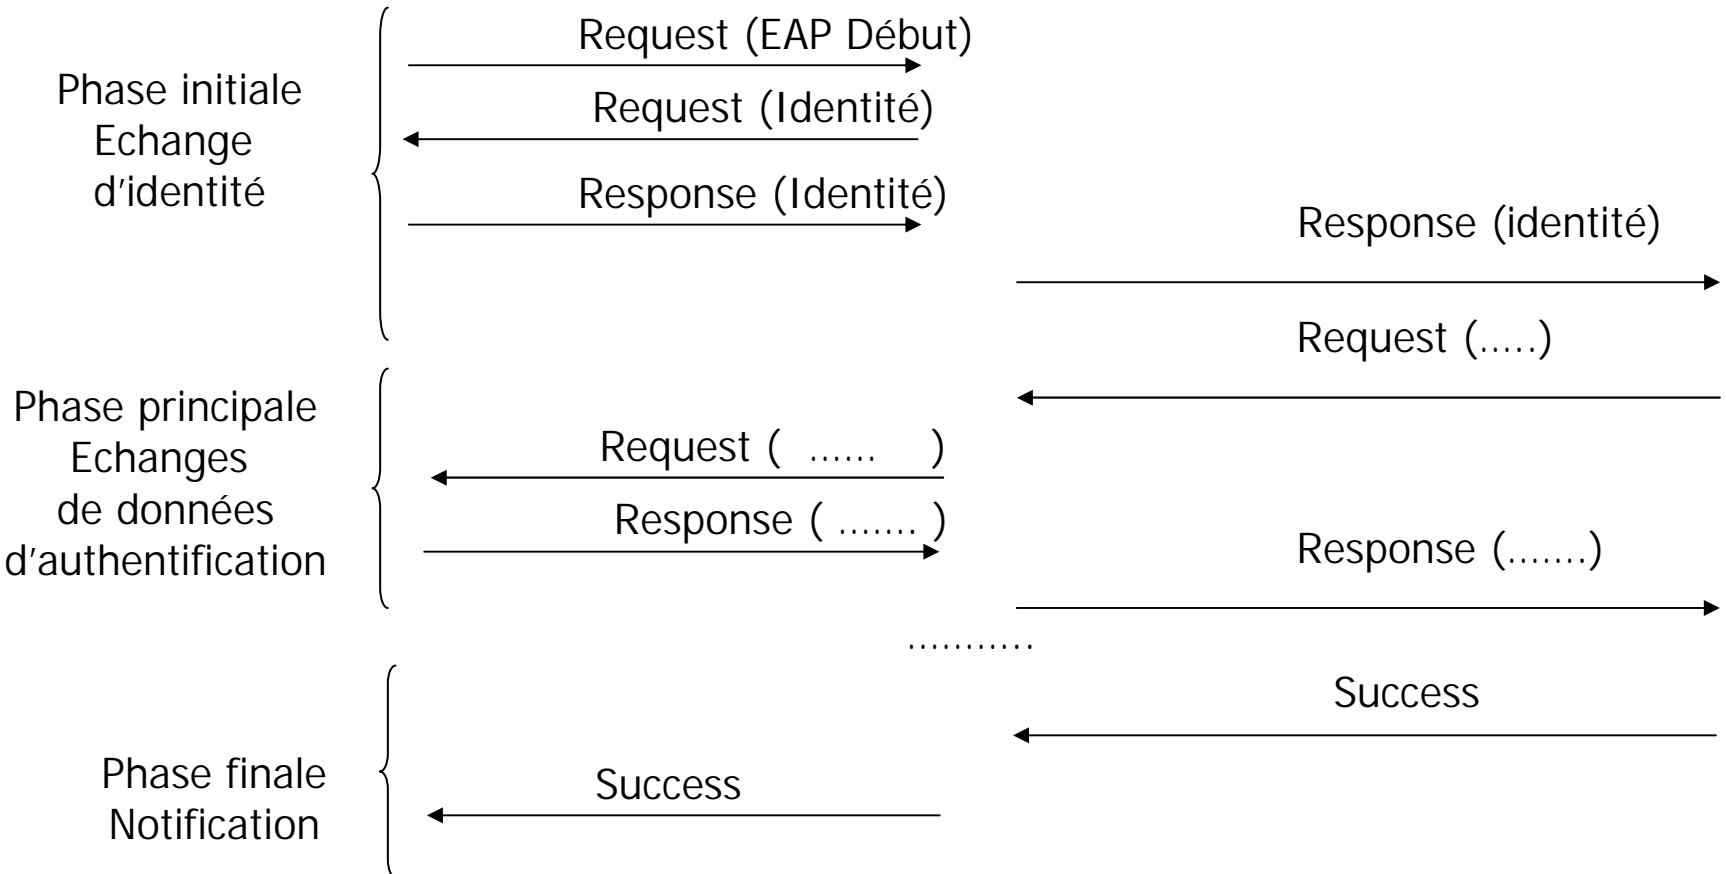 Request (EAP Début)
Phase initiale
Echange
d'identité
Request (Identité)
Response (Identité)
Response (identité)
Request (.....)
Phase principale
Echanges
de données
d'authentification
Request ( ...... )
Response ( ....... )
Response (.......)
...........
Success
Phase finale
Notification
Success